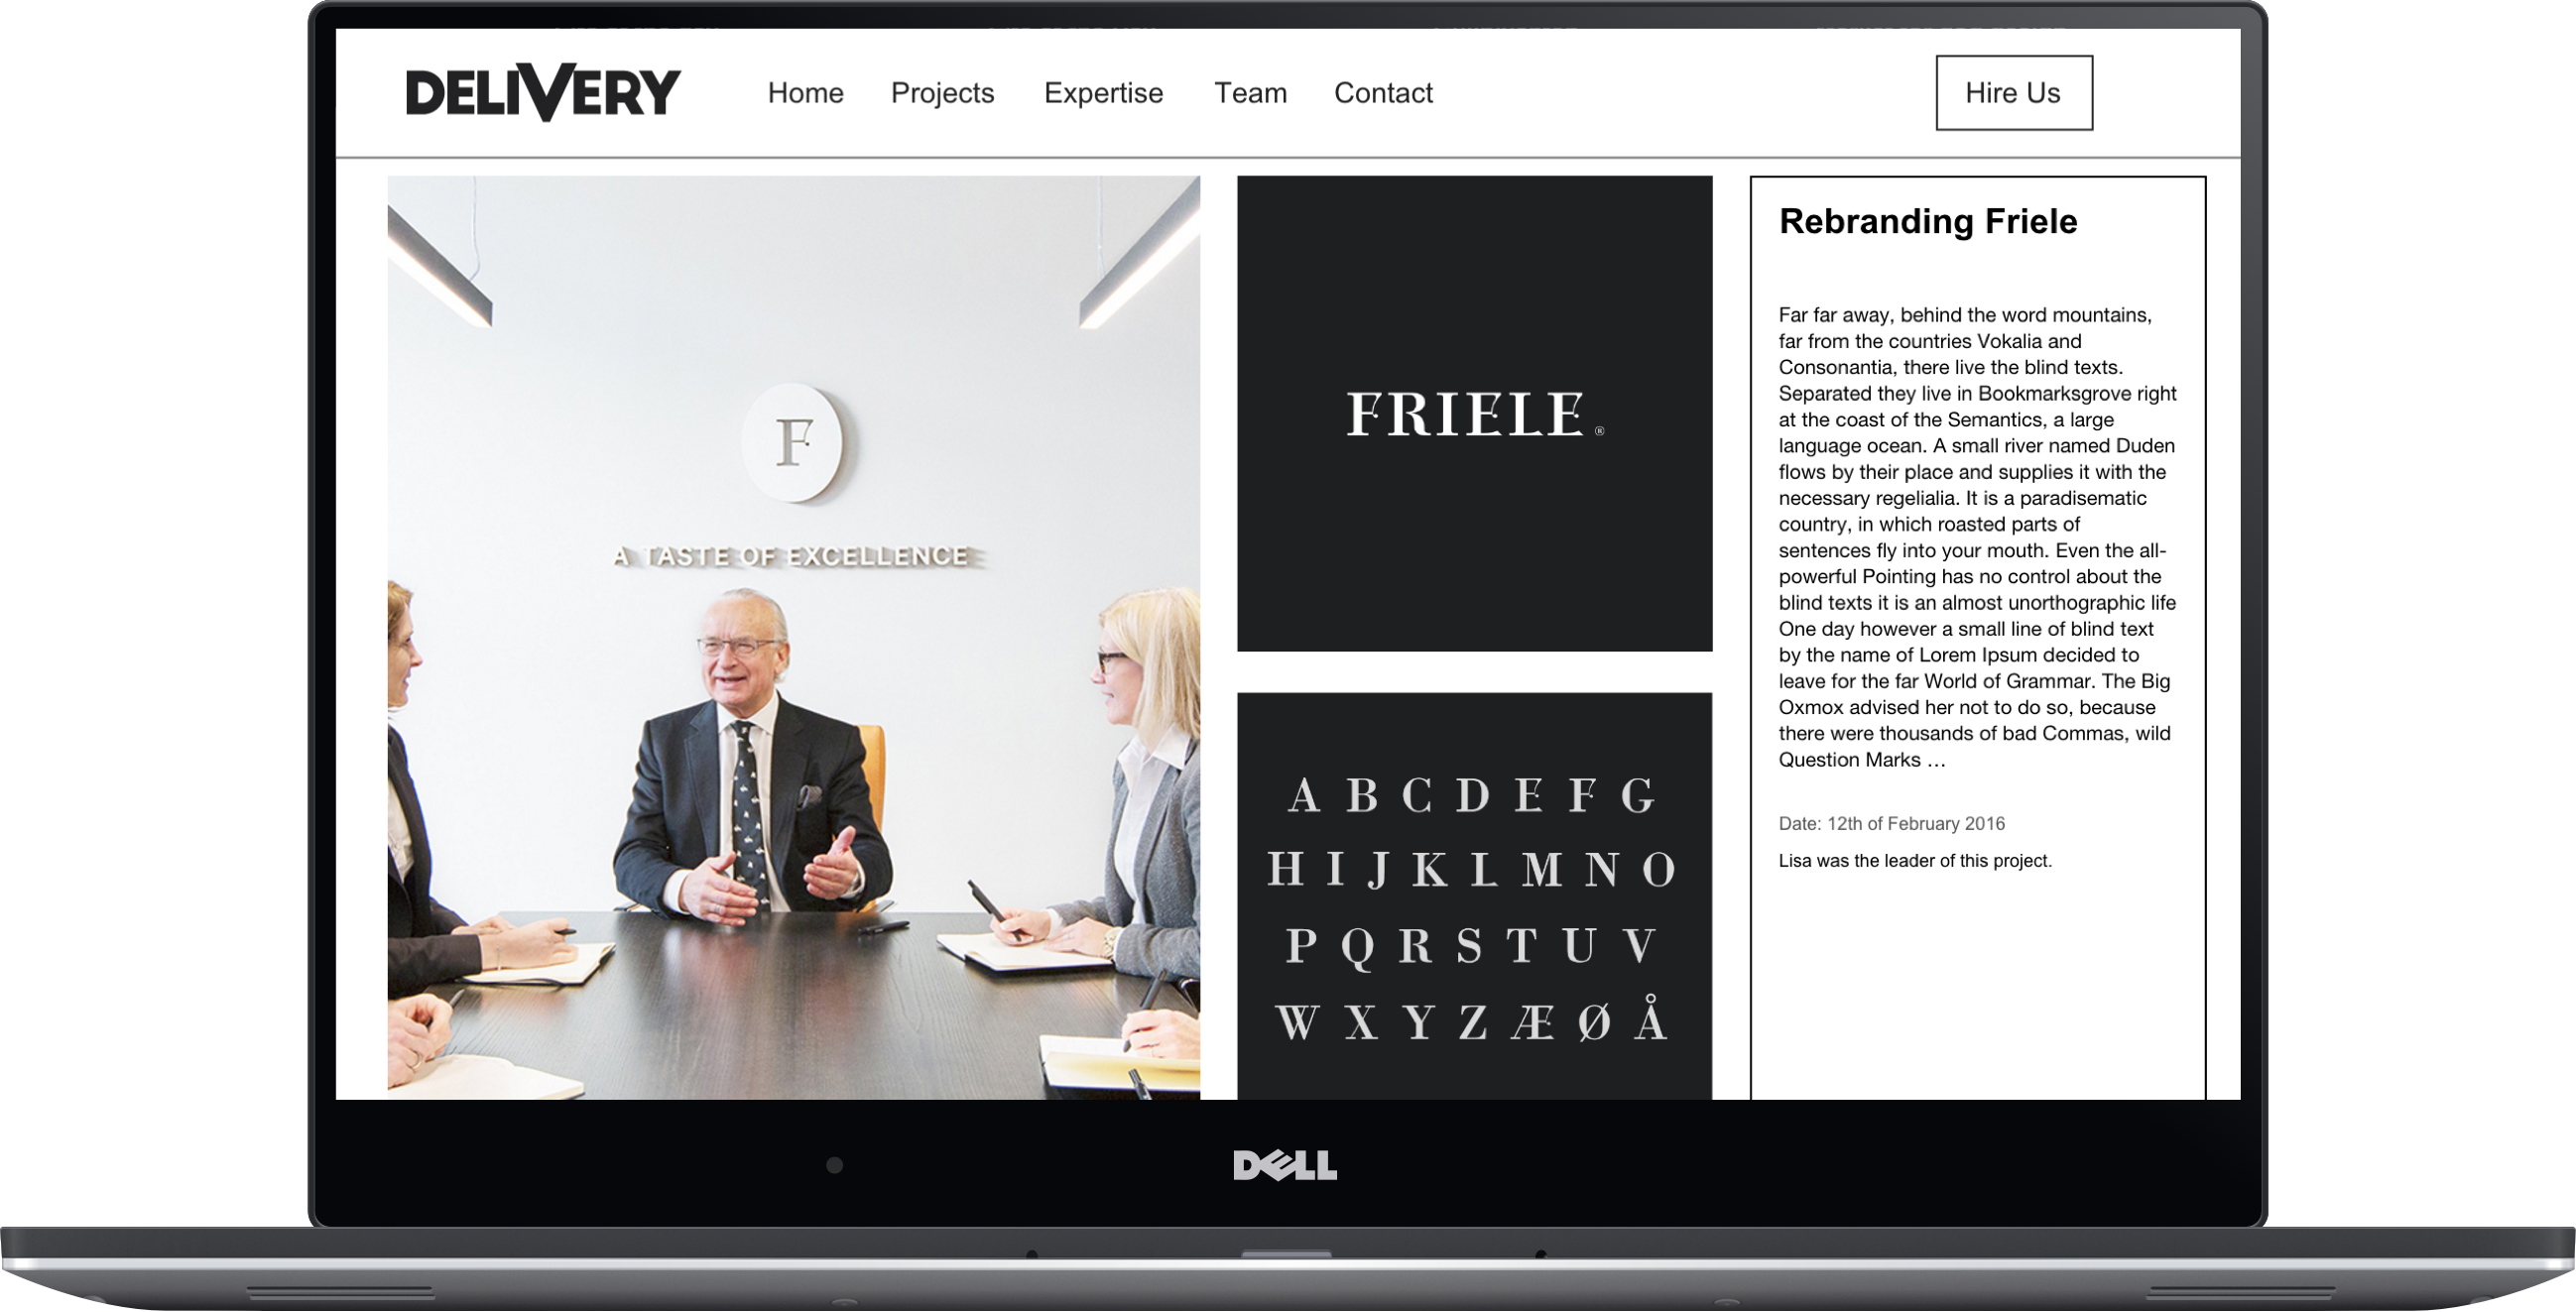 DELIVERY
Home Projects Expertise Team Contact
Hire Us
F
A TASTE OF EXCELLENCE
FRIELE®
A B C D E F G
H I J K L M N O
P Q R S T U V
W X Y Z Æ Ø Å
Rebranding Friele
Far far away, behind the word mountains,
far from the countries Vokalia and
Consonantia, there live the blind texts.
Separated they live in Bookmarksgrove right
at the coast of the Semantics, a large
language ocean. A small river named Duden
flows by their place and supplies it with the
necessary regelialia. It is a paradisematic
country, in which roasted parts of
sentences fly into your mouth. Even the all-
powerful Pointing has no control about the
blind texts it is an almost unorthographic life
One day however a small line of blind text
by the name of Lorem Ipsum decided to
leave for the far World of Grammar. The Big
Oxmox advised her not to do so, because
there were thousands of bad Commas, wild
Question Marks …
Date: 12th of February 2016
Lisa was the leader of this project.
DELL